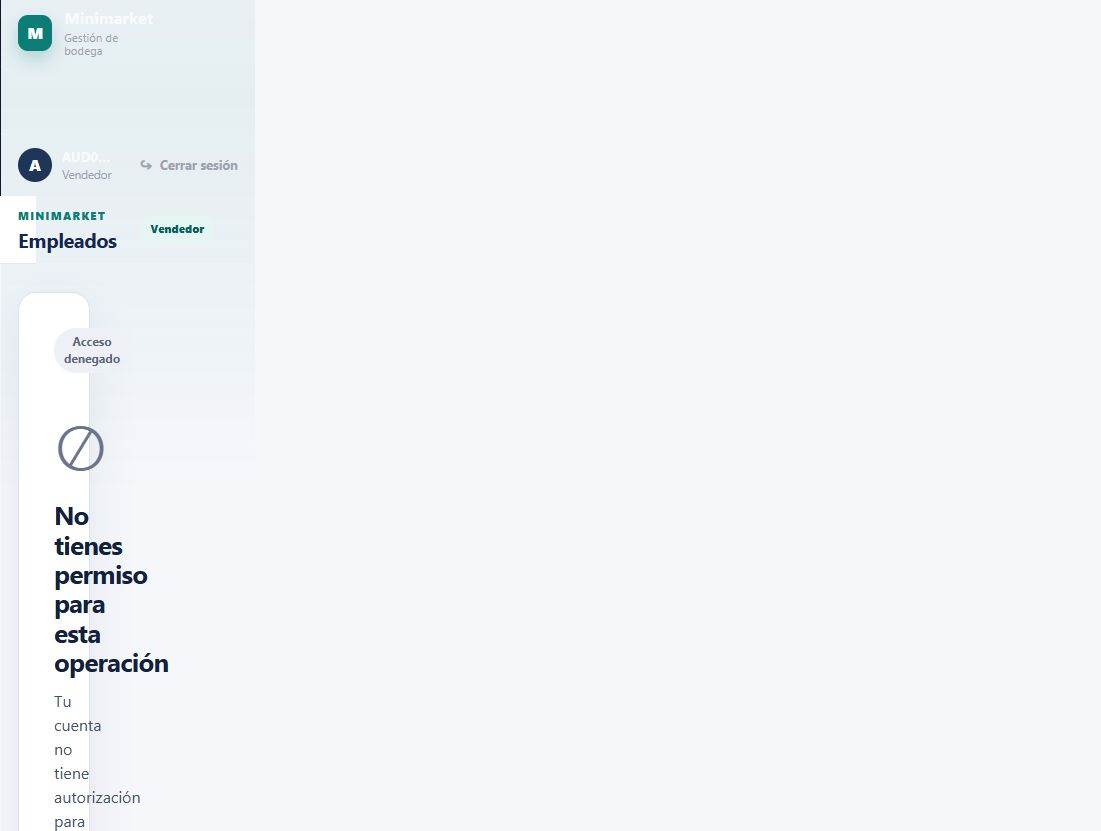 M
Minimarket
Gestión de
bodega
A
AUD0...
Vendedor
↪ Cerrar sesión
MINIMARKET
Empleados
Vendedor
Acceso
denegado
No
tienes
permiso
para
esta
operación
Tu
cuenta
no
tiene
autorización
para